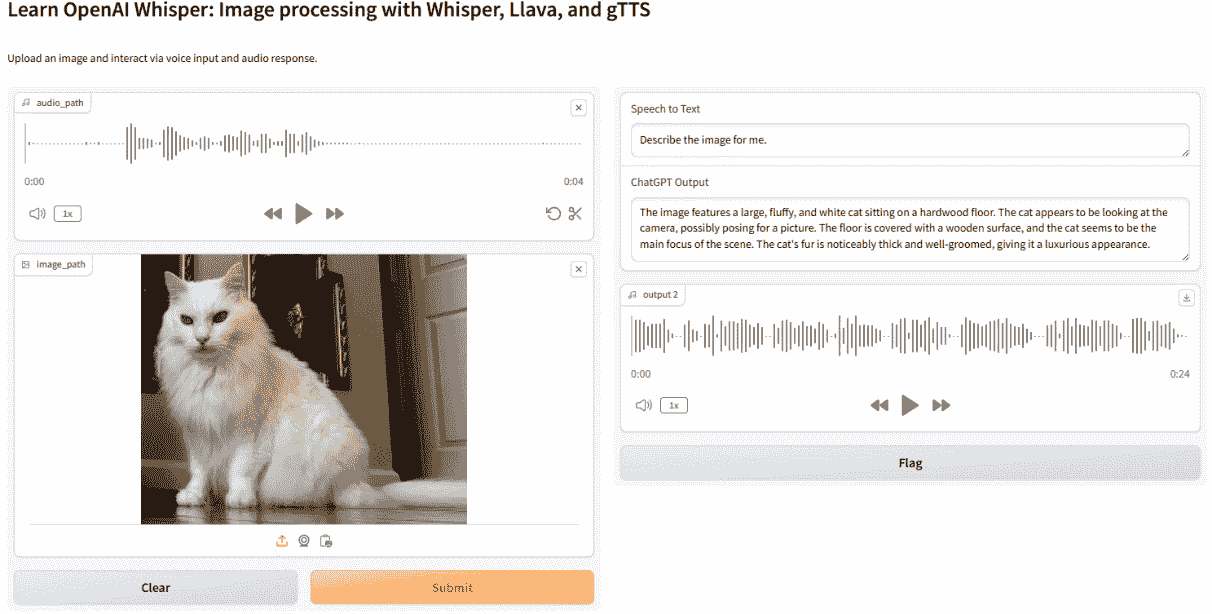 Learn OpenAI Whisper: Image processing with Whisper, Llava, and gTTS
Upload an image and interact via voice input and audio response.
audio_path
0:00
0:04
1x
image_path
Clear
Submit
Speech to Text
Describe the image for me.
ChatGPT Output
The image features a large, fluffy, and white cat sitting on a hardwood floor. The cat appears to be looking at the
camera, possibly posing for a picture. The floor is covered with a wooden surface, and the cat seems to be the
main focus of the scene. The cat's fur is noticeably thick and well-groomed, giving it a luxurious appearance.
output 2
0:00
0:24
1x
Flag